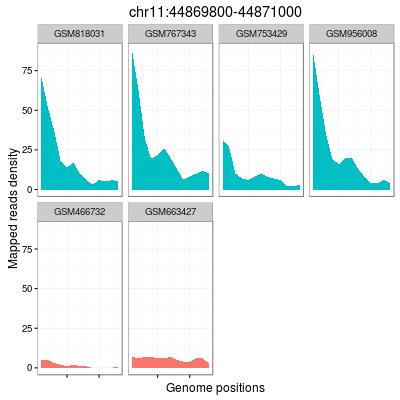 chr11:44869800-44871000
GSM818031 GSM767343 GSM753429 GSM956008
75
50
25
0
GSM466732 GSM663427
75
50
25
0
Mapped reads density
Genome positions